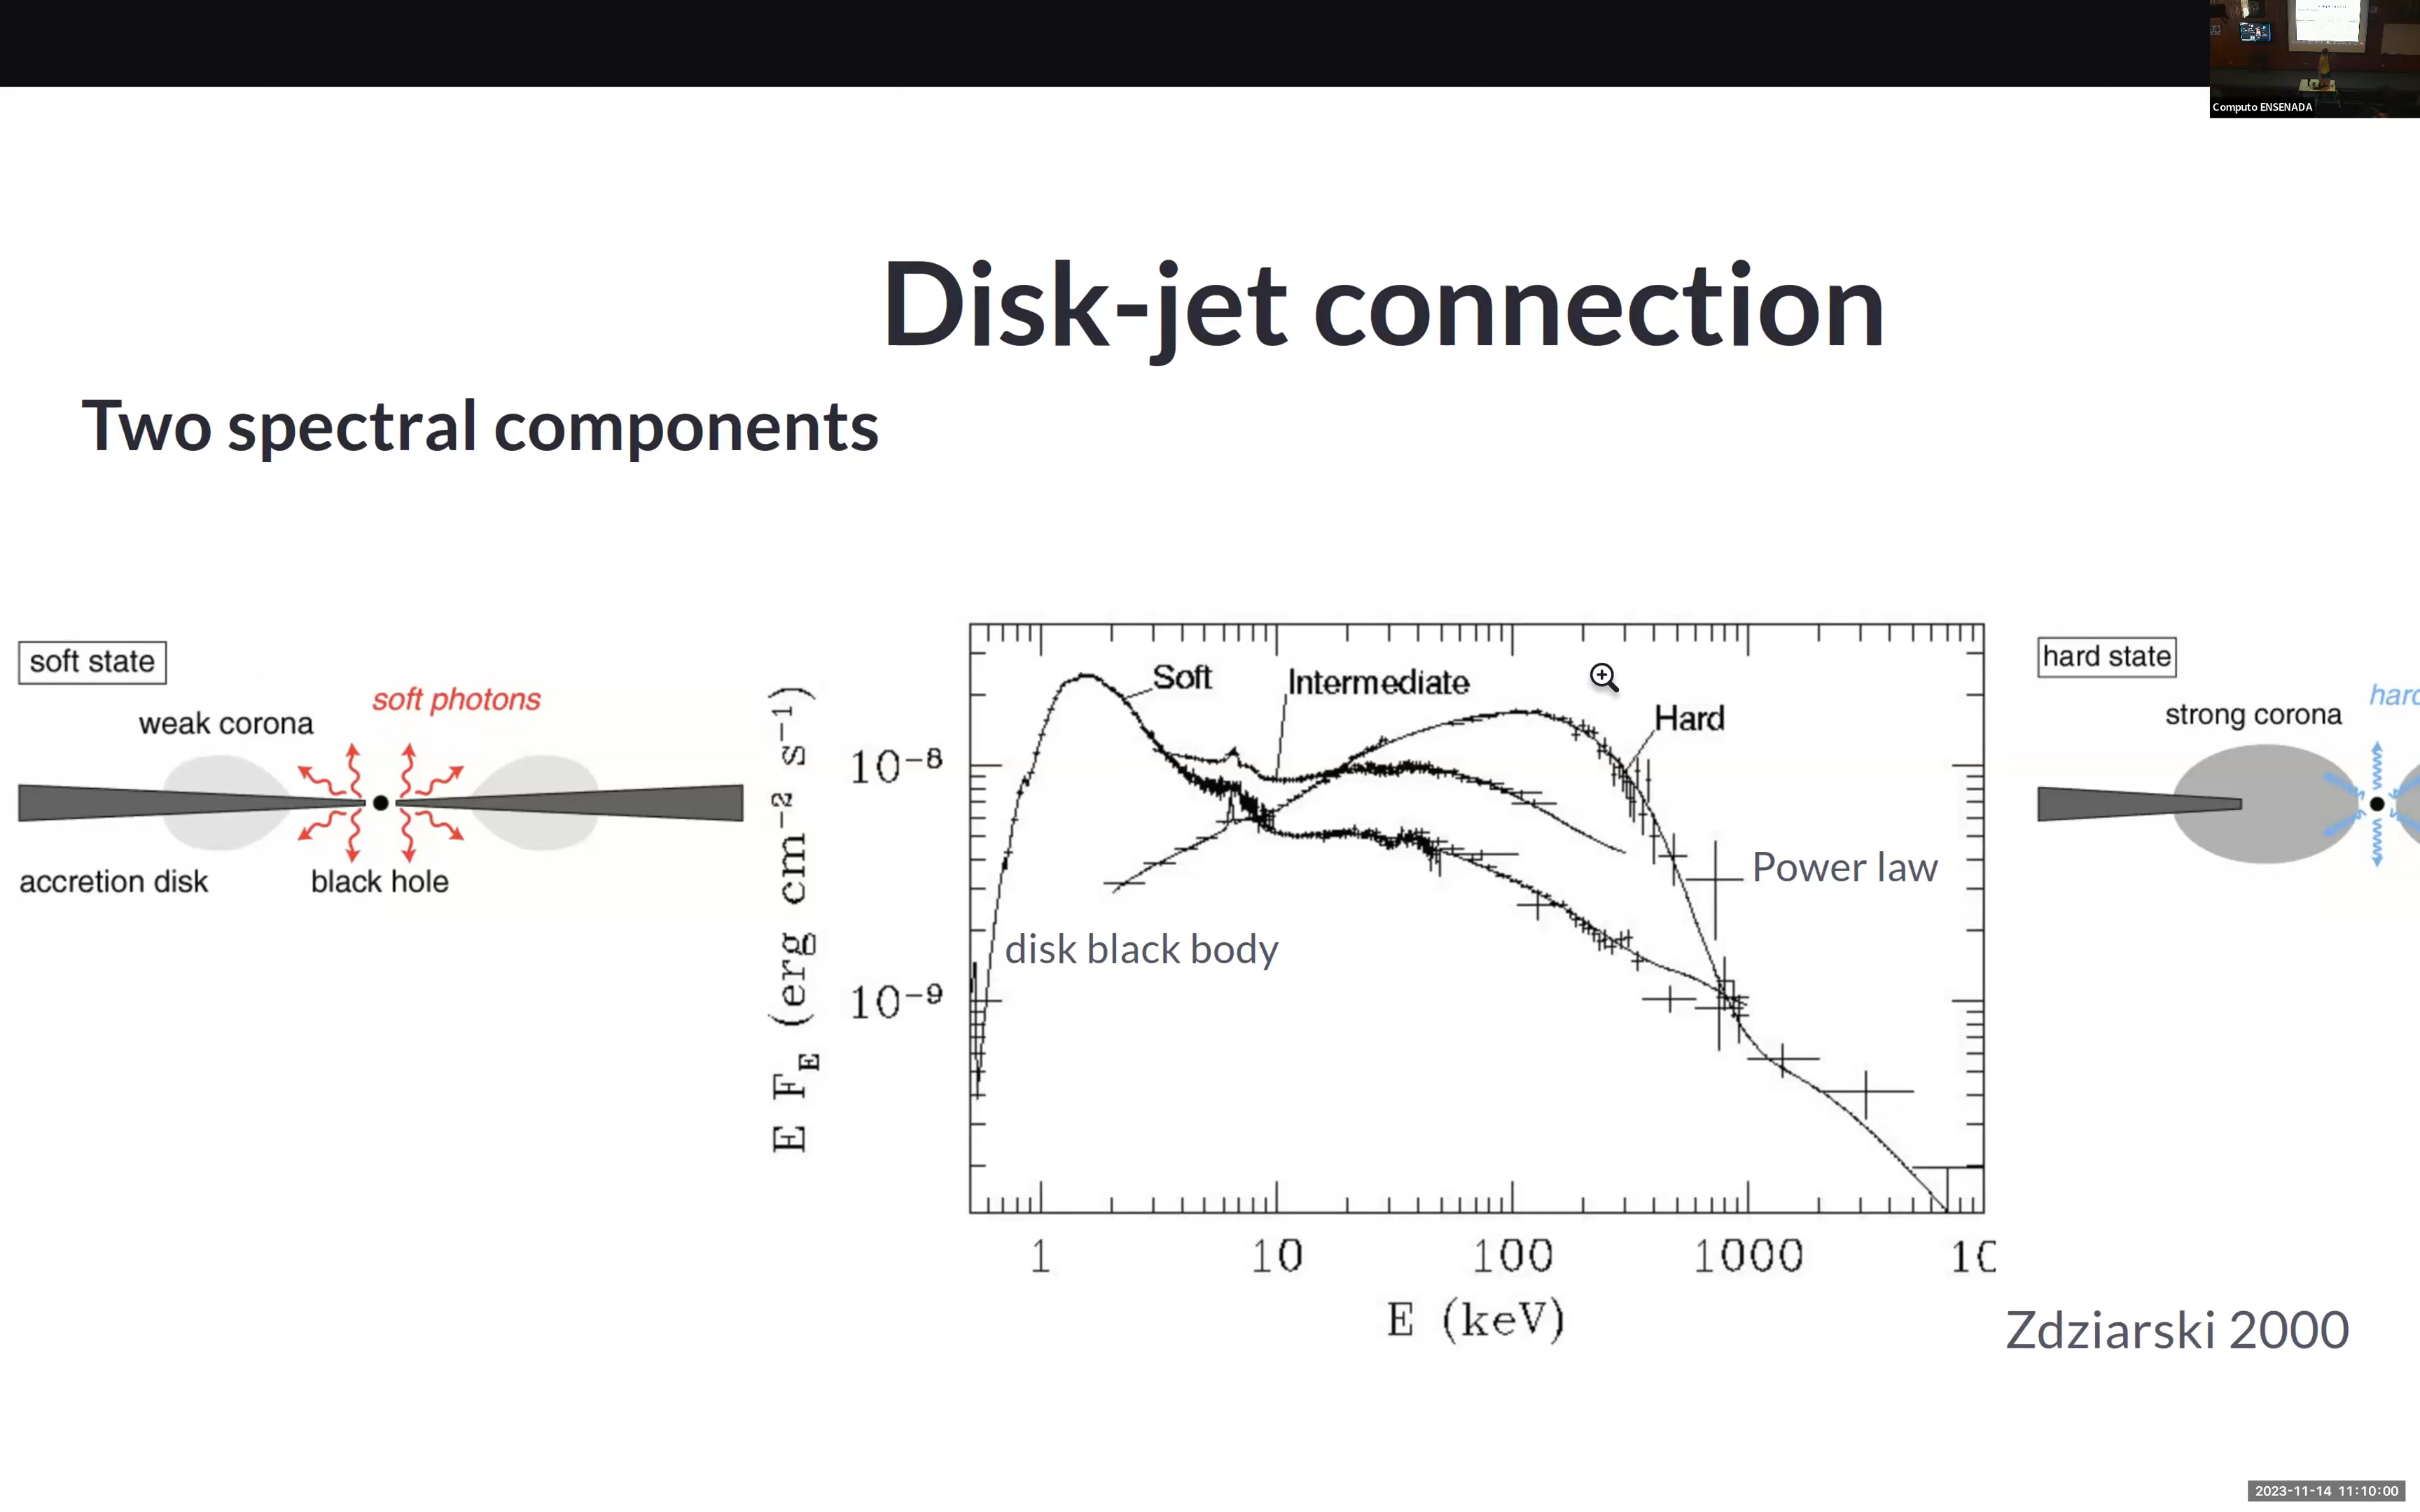 Computo ENSENADA
Disk-jet connection
Two spectral components
soft state
soft photons
weak corona
accretion disk
black hole
E F_E (erg cm⁻² s⁻¹)
10⁻⁸
10⁻⁹
Soft
Intermediate
Hard
Power law
disk black body
1
10
100
1000
10
E (keV)
hard state
hard
strong corona
Zdziarski 2000
2023-11-14 11:10:00